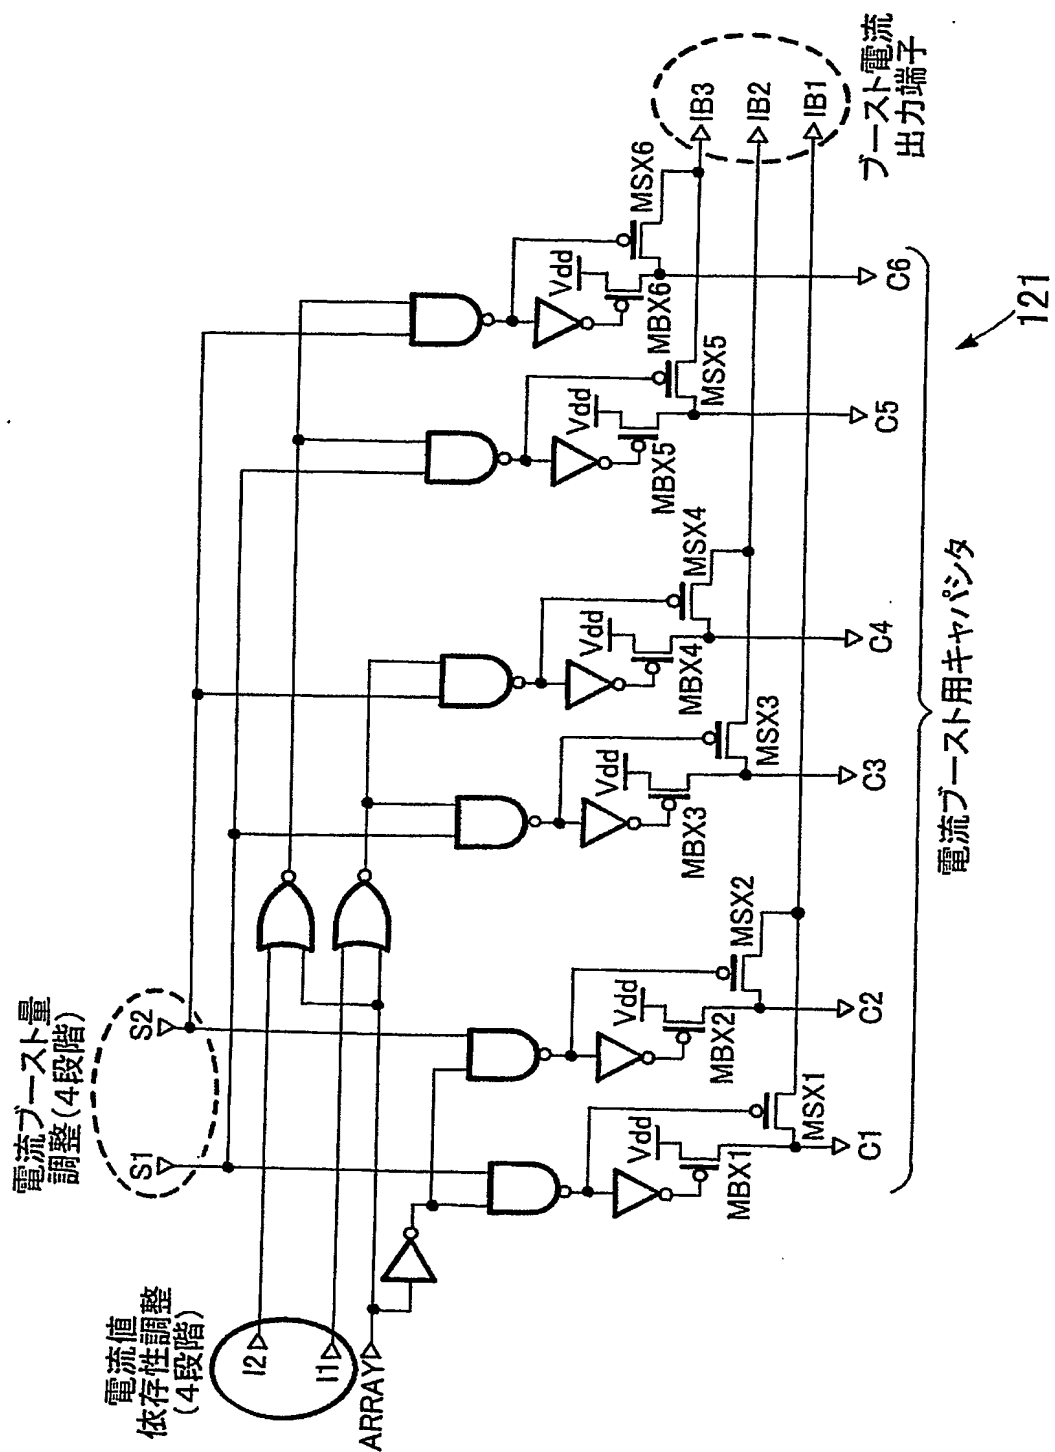 電流値
依存性調整
(4段階)
I2
I1
ARRAY
電流ブースト量
調整(4段階)
S1
S2
Vdd
MBX1
MSX1
C1
Vdd
MBX2
MSX2
C2
Vdd
MBX3
MSX3
C3
Vdd
MBX4
MSX4
C4
Vdd
MBX5
MSX5
C5
Vdd
MBX6
MSX6
C6
IB3
IB2
IB1
ブースト電流
出力端子
電流ブースト用キャパシタ
121